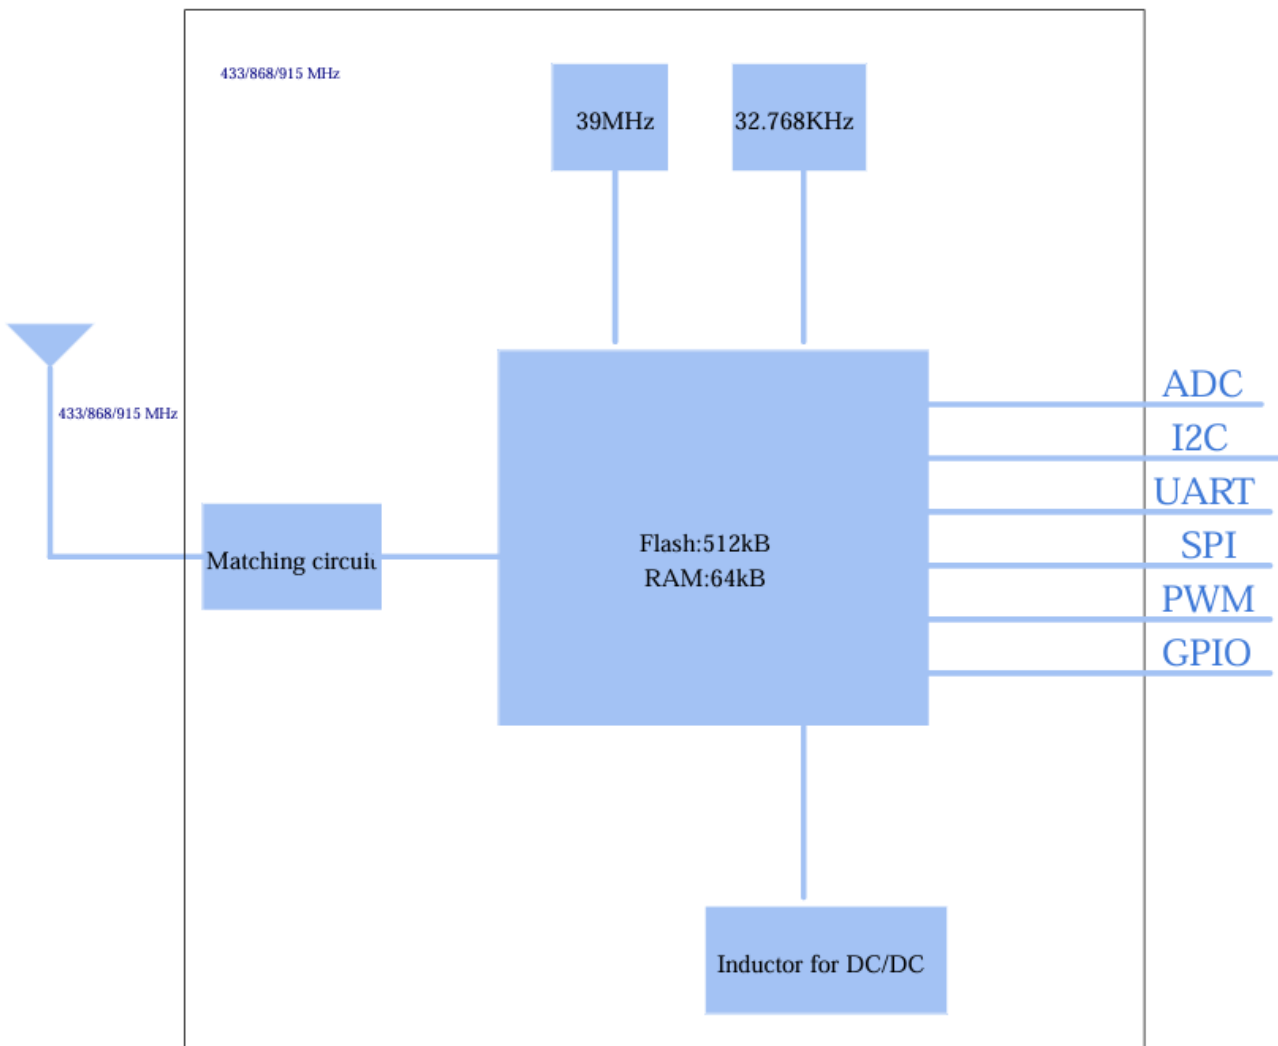 433/868/915 MHz
39MHz
32.768KHz
433/868/915 MHz
ADC
I2C
UART
SPI
PWM
GPIO
Matching circuit
Flash:512kB
RAM:64kB
Inductor for DC/DC